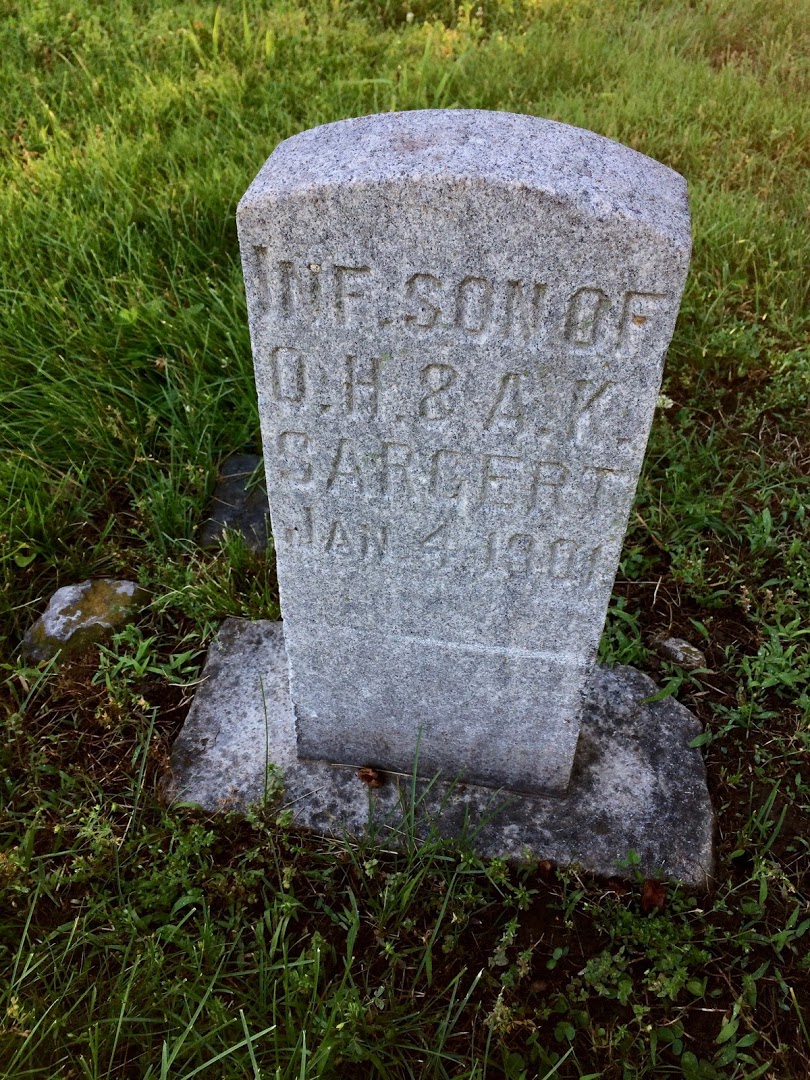 INF. SON OF
O. H. & A. K.
SARGERT
JAN 4. 1901